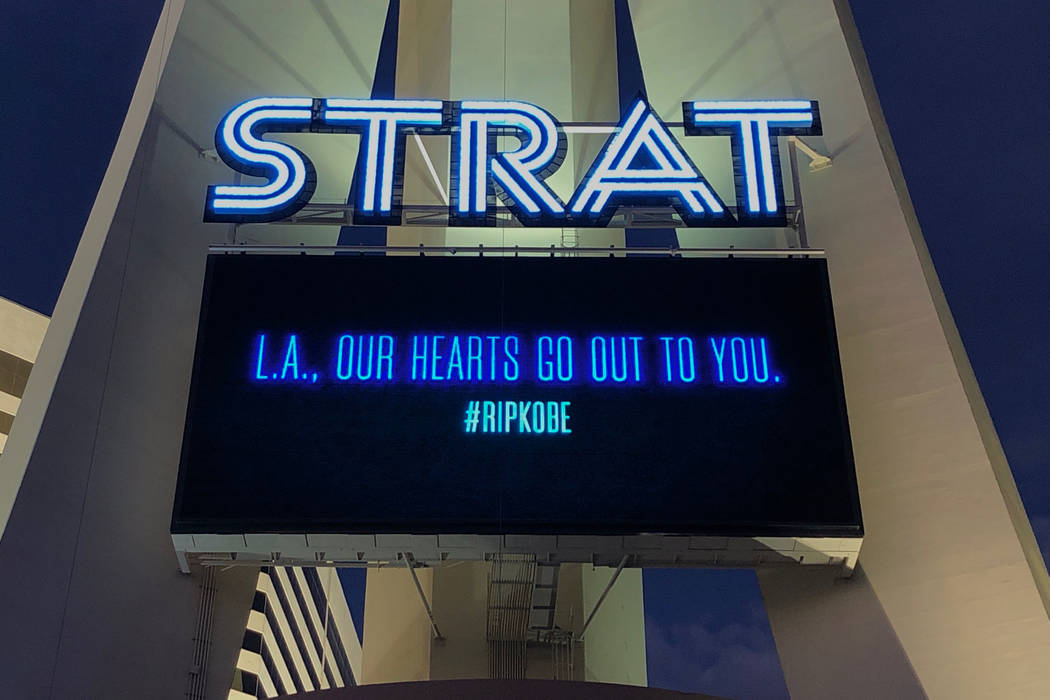 STRAT
L.A., OUR HEARTS GO OUT TO YOU.
#RIPKOBE